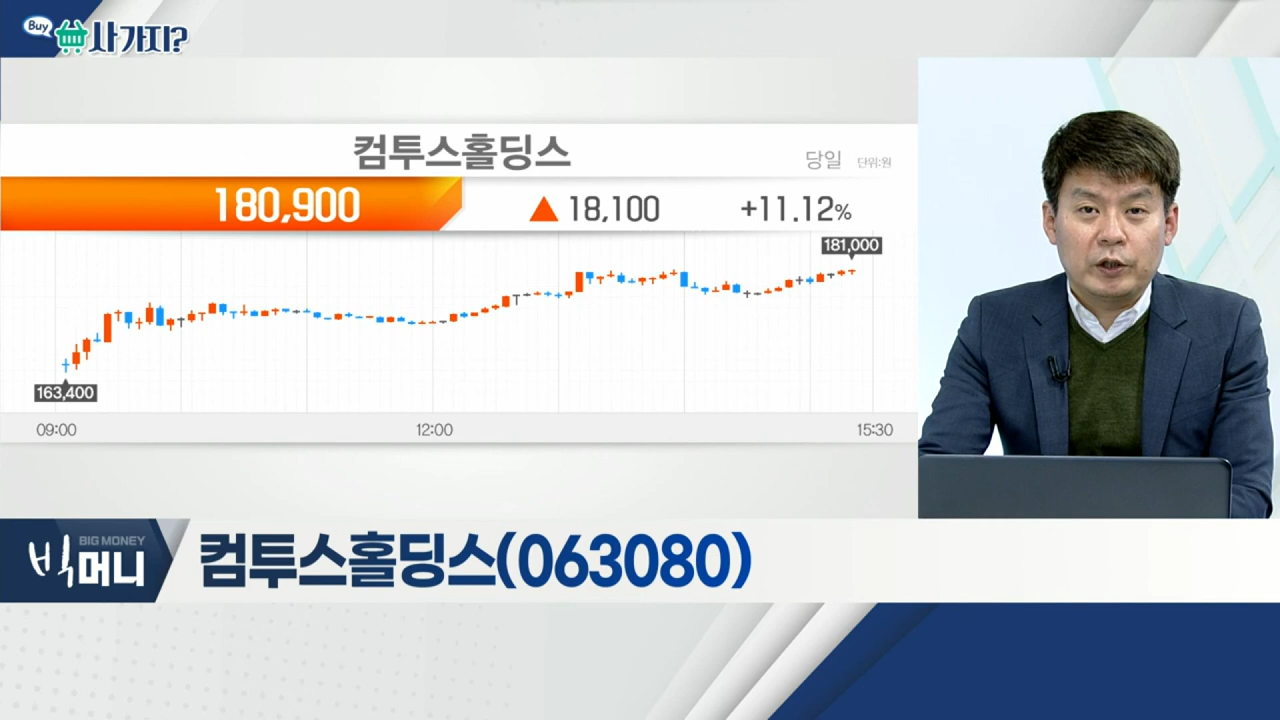 Buy
사가지?
컴투스홀딩스
당일 단위:원
180,900 ▲ 18,100 +11.12%
181,000
163,400
09:00 12:00 15:30
BIG MONEY
빅머니
컴투스홀딩스(063080)